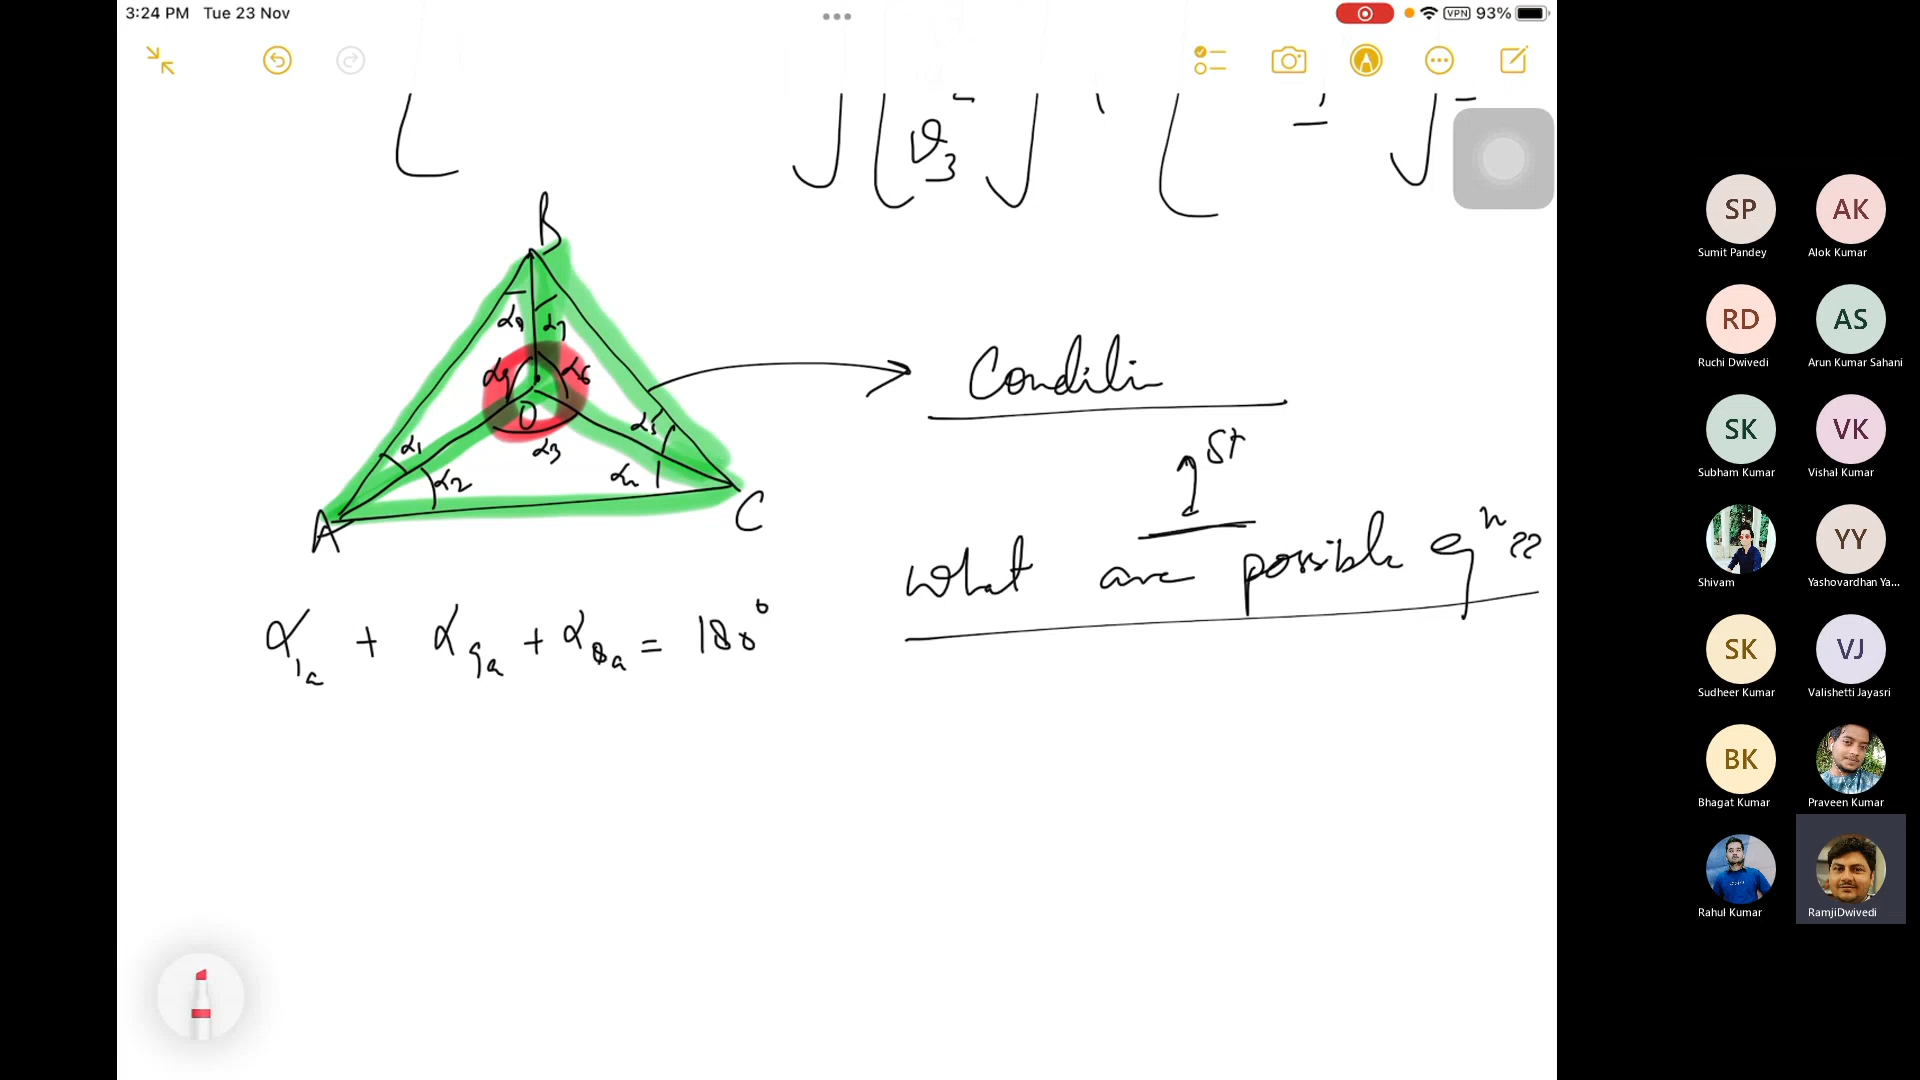 3:24 PM Tue 23 Nov
VPN 93%
ϑ3
B
α8 α7
α9 α6
O
α5
α1 α3
α2 α4
A
C
Conditi
1st
what are possible eqn ??
α1a + α9a + α8a = 180°
SP AK
Sumit Pandey Alok Kumar
RD AS
Ruchi Dwivedi Arun Kumar Sahani
SK VK
Subham Kumar Vishal Kumar
YY
Shivam Yashovardhan Ya...
SK VJ
Sudheer Kumar Valishetti Jayasri
BK
Bhagat Kumar Praveen Kumar
Rahul Kumar RamjiDwivedi